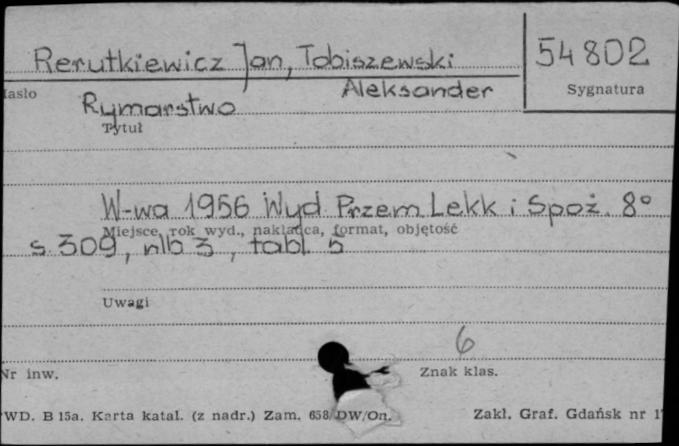 Rerutkiewicz Jan, Tobiszewski 54802
Hasło Aleksander Sygnatura
Rymarstwo
Tytuł
W-wa 1956 Wyd Przem Lekk i Spoż. 8°
Miejsce, rok wyd., nakładca, format, objętość
s. 309, nlb 3, tabl. 5
Uwagi
6
Nr inw. Znak klas.
WD. B 15a. Karta katal. (z nadr.) Zam. 658/DW/On. Zakl. Graf. Gdańsk nr 1